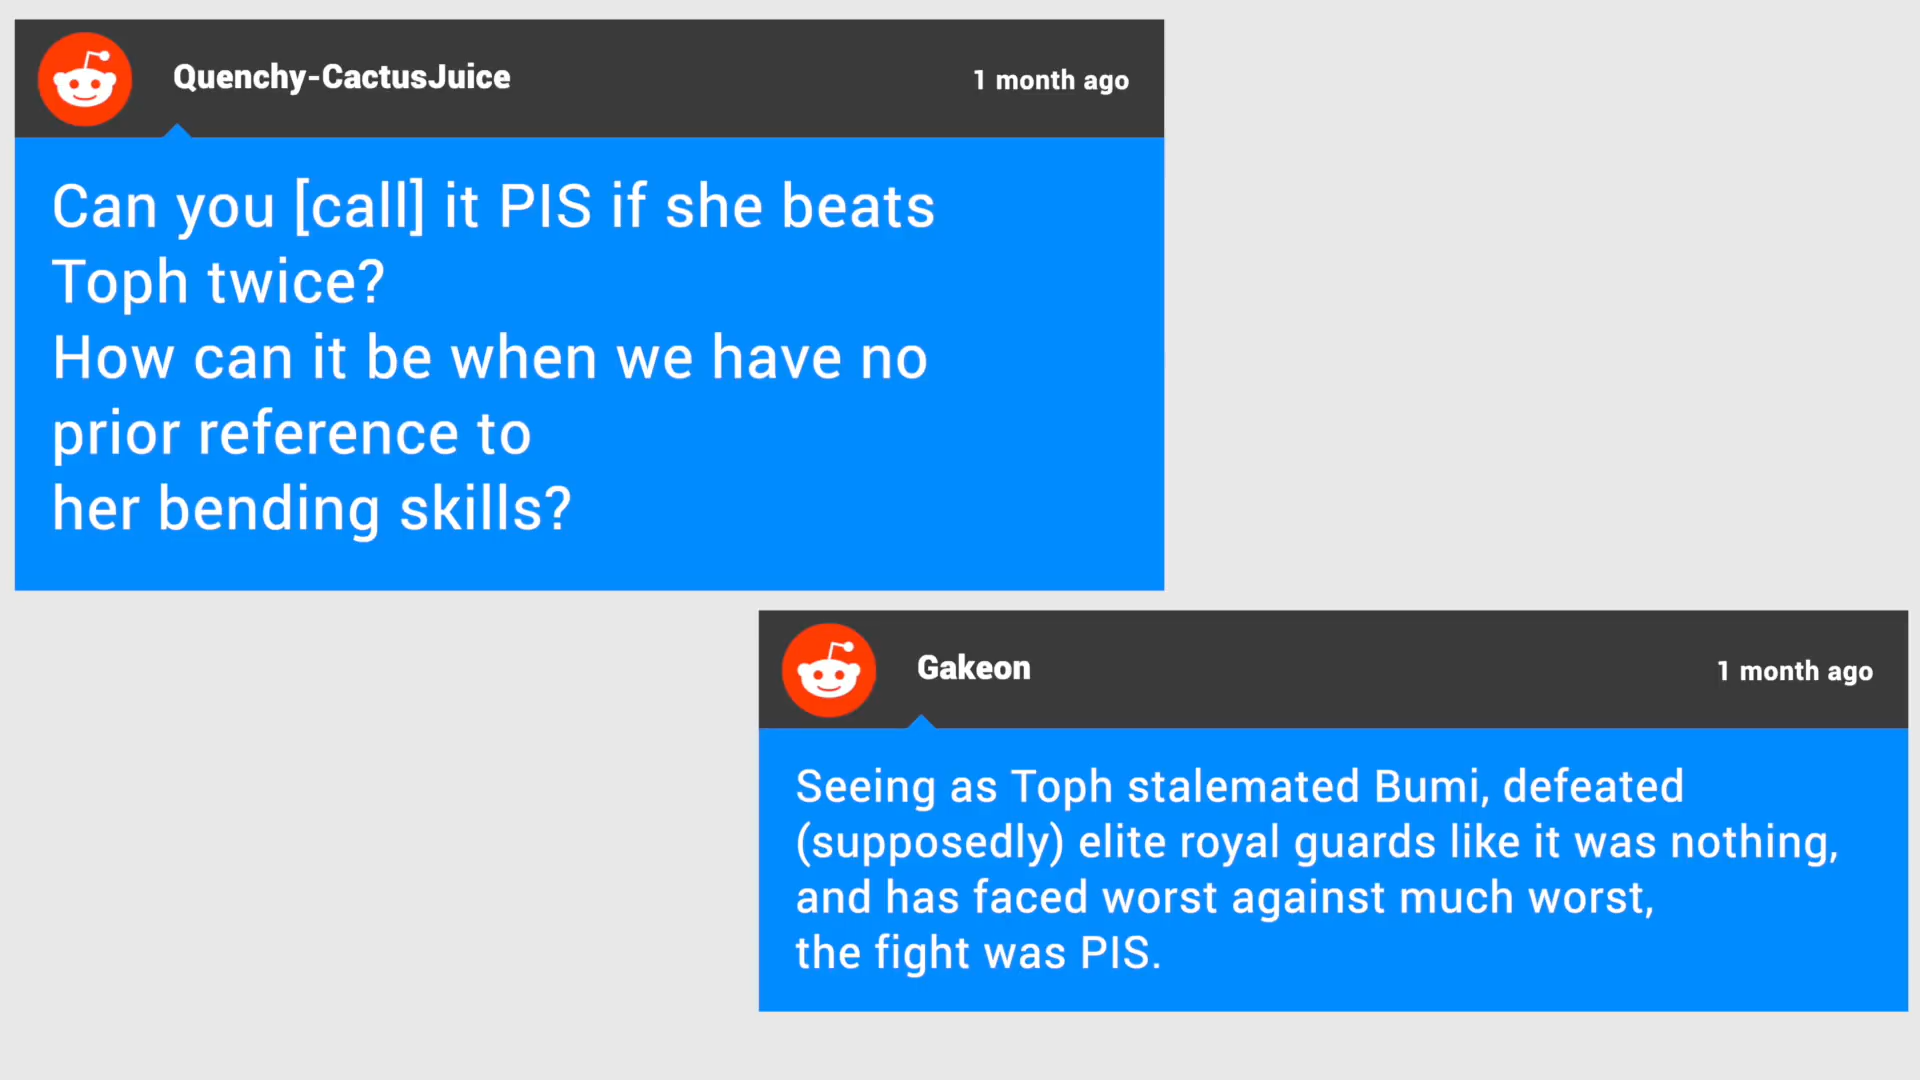 Quenchy-CactusJuice
1 month ago
Can you [call] it PIS if she beats
Toph twice?
How can it be when we have no
prior reference to
her bending skills?
Gakeon
1 month ago
Seeing as Toph stalemated Bumi, defeated
(supposedly) elite royal guards like it was nothing,
and has faced worst against much worst,
the fight was PIS.